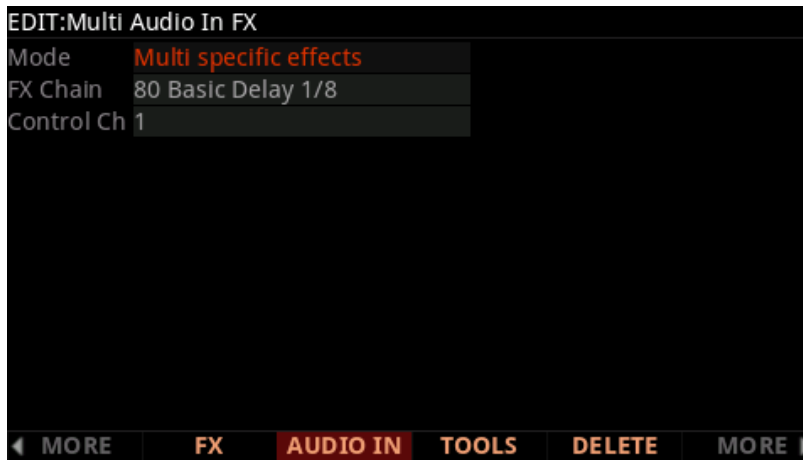 EDIT:Multi Audio In FX
Mode Multi specific effects
FX Chain 80 Basic Delay 1/8
Control Ch 1
MORE FX AUDIO IN TOOLS DELETE MORE